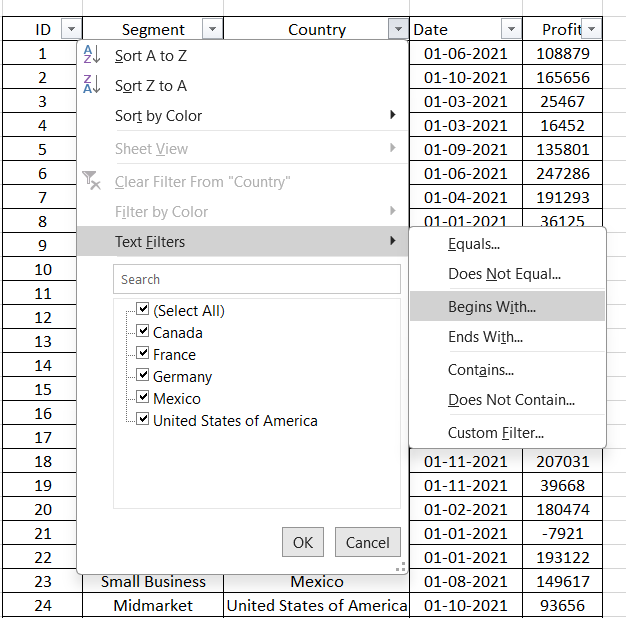 ID Segment Country Date Profit
1 01-06-2021 108879
2 01-10-2021 165656
3 01-03-2021 25467
4 01-03-2021 16452
5 01-09-2021 135801
6 01-06-2021 247286
7 01-04-2021 191293
8 01-01-2021 36125
9
10
11
12
13
14
15
16
17
18 01-11-2021 207031
19 01-11-2021 39668
20 01-02-2021 180474
21 01-01-2021 -7921
22 01-01-2021 193122
23 Small Business Mexico 01-08-2021 149617
24 Midmarket United States of America 01-10-2021 93656
Sort A to Z
Sort Z to A
Sort by Color
Sheet View
Clear Filter From "Country"
Filter by Color
Text Filters
Search
(Select All)
Canada
France
Germany
Mexico
United States of America
OK Cancel
Equals...
Does Not Equal...
Begins With...
Ends With...
Contains...
Does Not Contain...
Custom Filter...